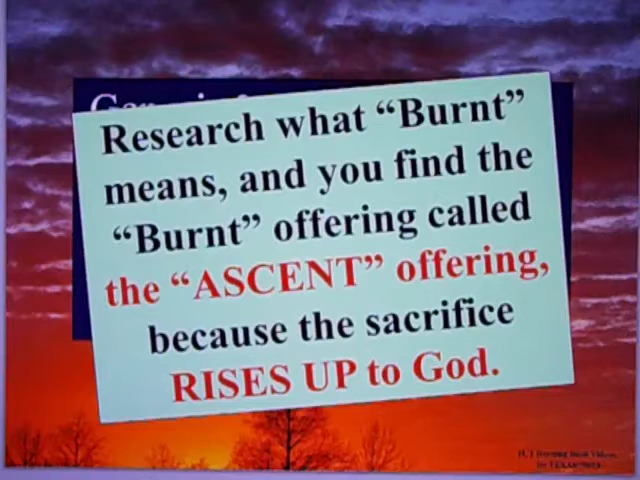 Research what “Burnt”
means, and you find the
“Burnt” offering called
the “ASCENT” offering,
because the sacrifice
RISES UP to God.